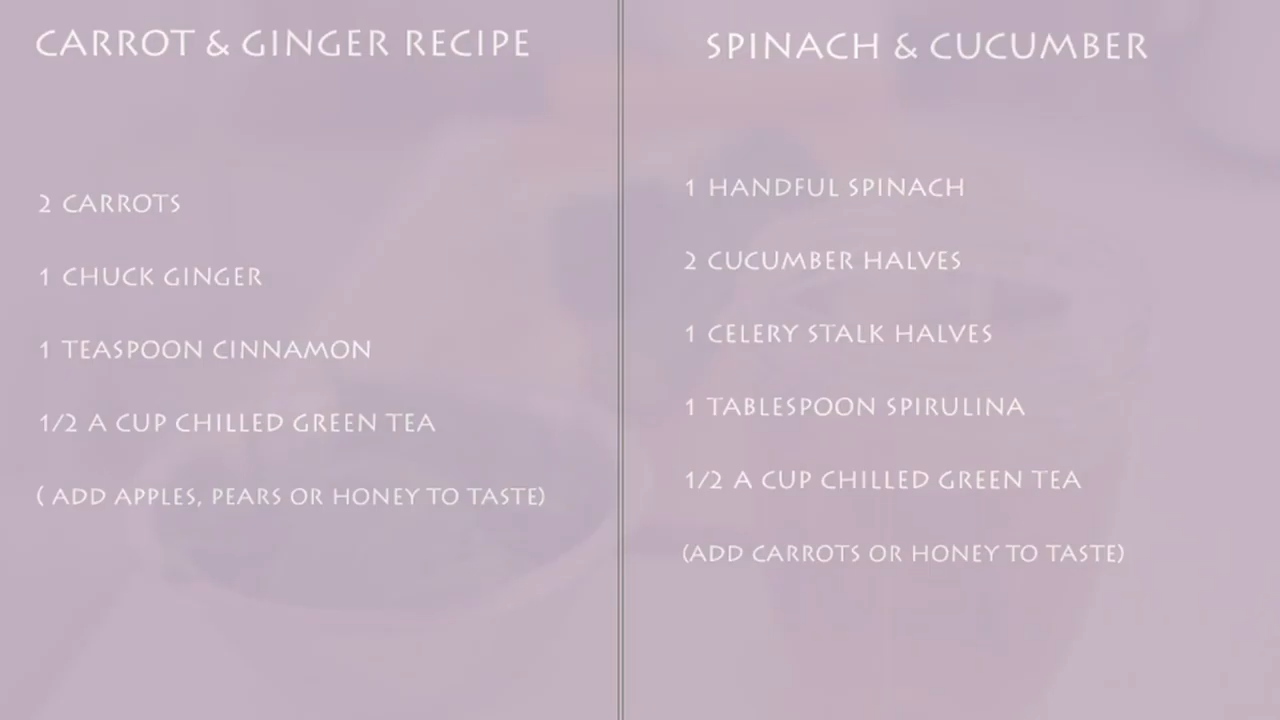 CARROT & GINGER RECIPE
2 CARROTS
1 CHUCK GINGER
1 TEASPOON CINNAMON
1/2 A CUP CHILLED GREEN TEA
( ADD APPLES, PEARS OR HONEY TO TASTE)
SPINACH & CUCUMBER
1 HANDFUL SPINACH
2 CUCUMBER HALVES
1 CELERY STALK HALVES
1 TABLESPOON SPIRULINA
1/2 A CUP CHILLED GREEN TEA
(ADD CARROTS OR HONEY TO TASTE)